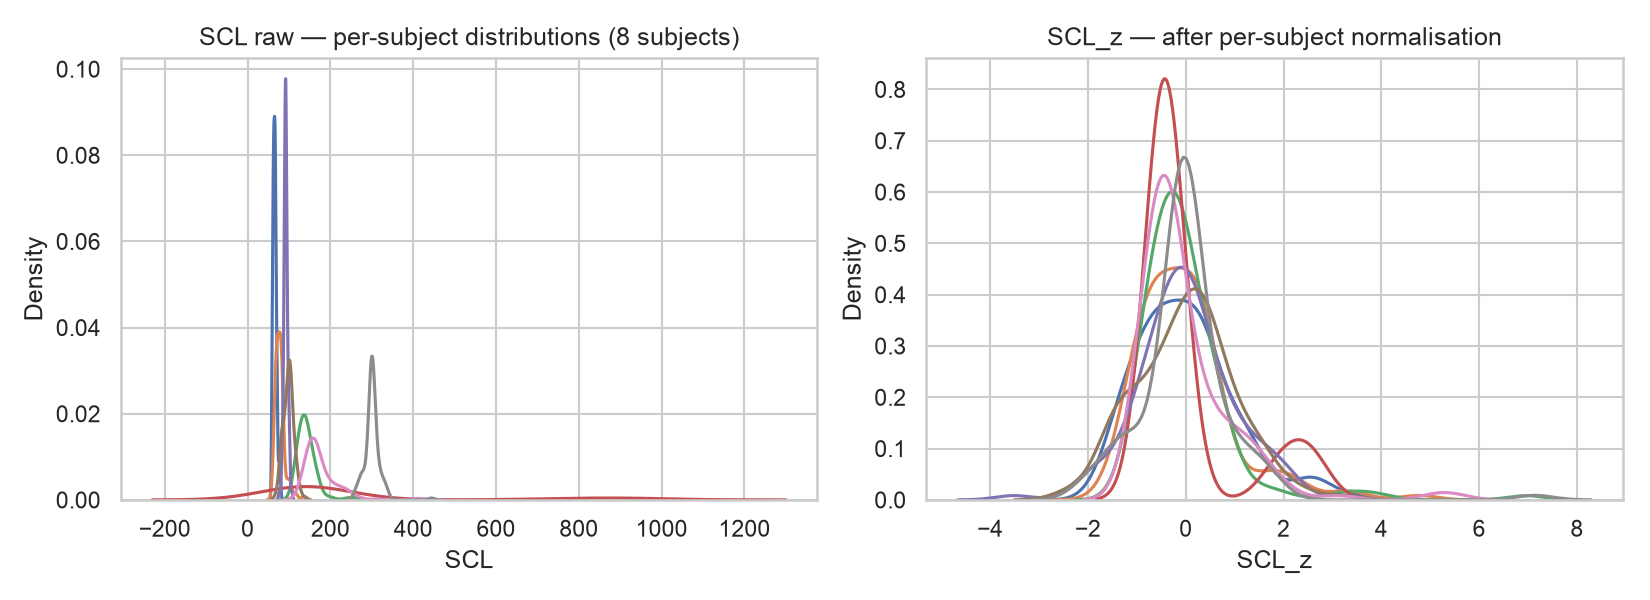 SCL raw — per-subject distributions (8 subjects)
0.10
0.08
0.06
0.04
0.02
0.00
Density
−200 0 200 400 600 800 1000 1200
SCL
SCL_z — after per-subject normalisation
0.8
0.7
0.6
0.5
0.4
0.3
0.2
0.1
0.0
Density
−4 −2 0 2 4 6 8
SCL_z